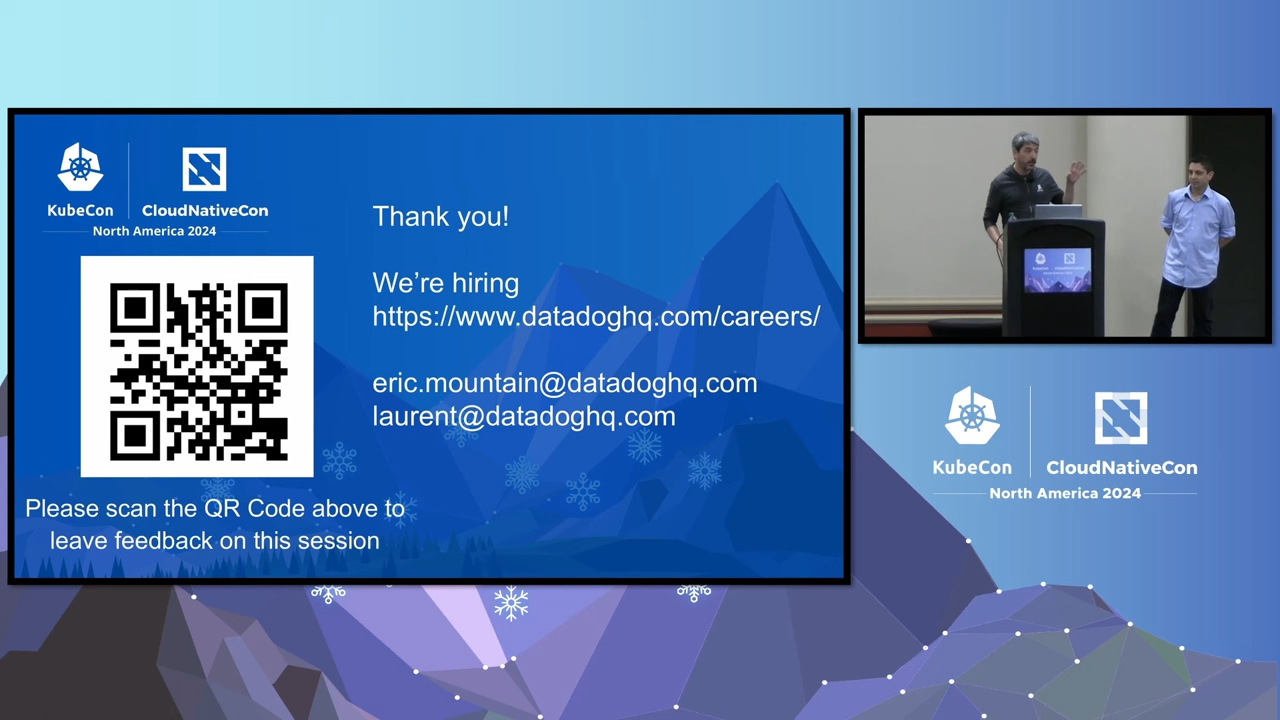 KubeCon
CloudNativeCon
North America 2024
Thank you!
We're hiring
https://www.datadoghq.com/careers/
eric.mountain@datadoghq.com
laurent@datadoghq.com
Please scan the QR Code above to
leave feedback on this session
KubeCon
CloudNativeCon
North America 2024